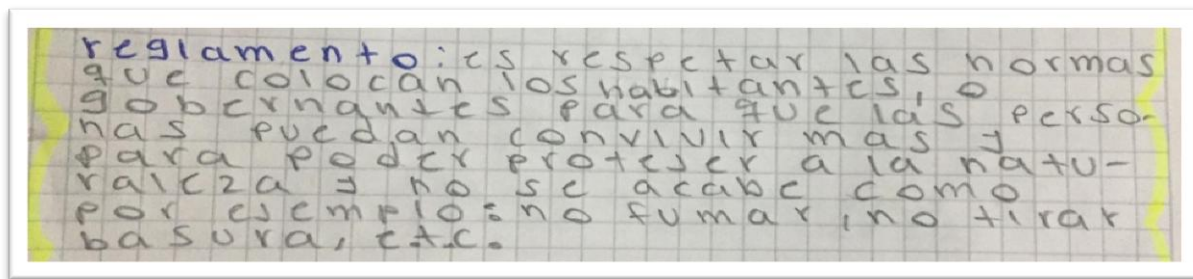 reglamento: es respetar las normas
que colocan los habitantes, o
gobernantes para que las perso-
nas puedan convivir mas y
para poder proteger a la natu-
raleza y no se acabe como
por ejemplo: no fumar, no tirar
basura, etc.